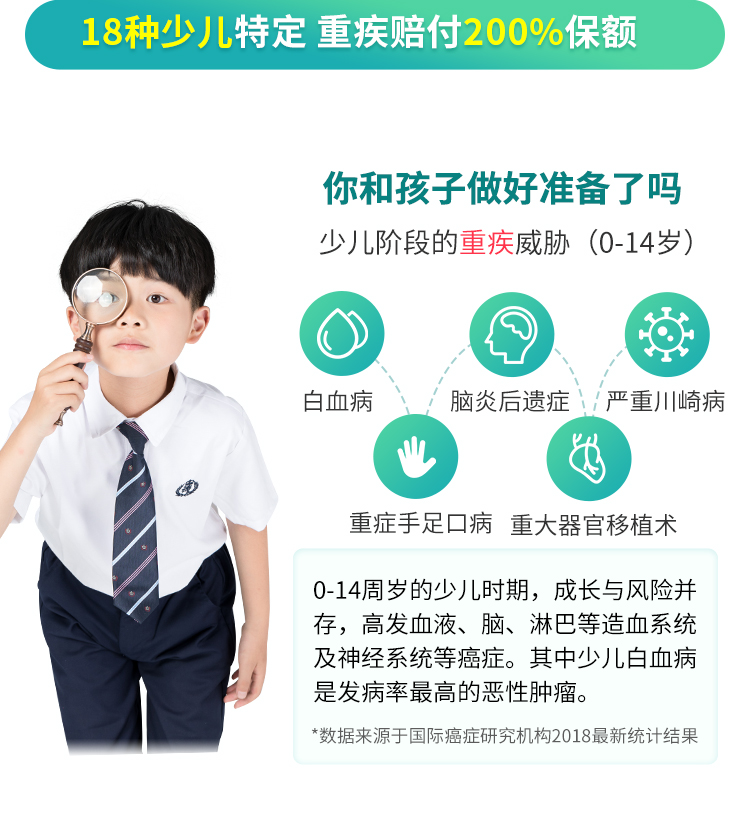 18种少儿特定 重疾赔付200%保额
你和孩子做好准备了吗
少儿阶段的重疾威胁（0-14岁）
白血病
脑炎后遗症
严重川崎病
重症手足口病
重大器官移植术
0-14周岁的少儿时期，成长与风险并
存，高发血液、脑、淋巴等造血系统
及神经系统等癌症。其中少儿白血病
是发病率最高的恶性肿瘤。
*数据来源于国际癌症研究机构2018最新统计结果